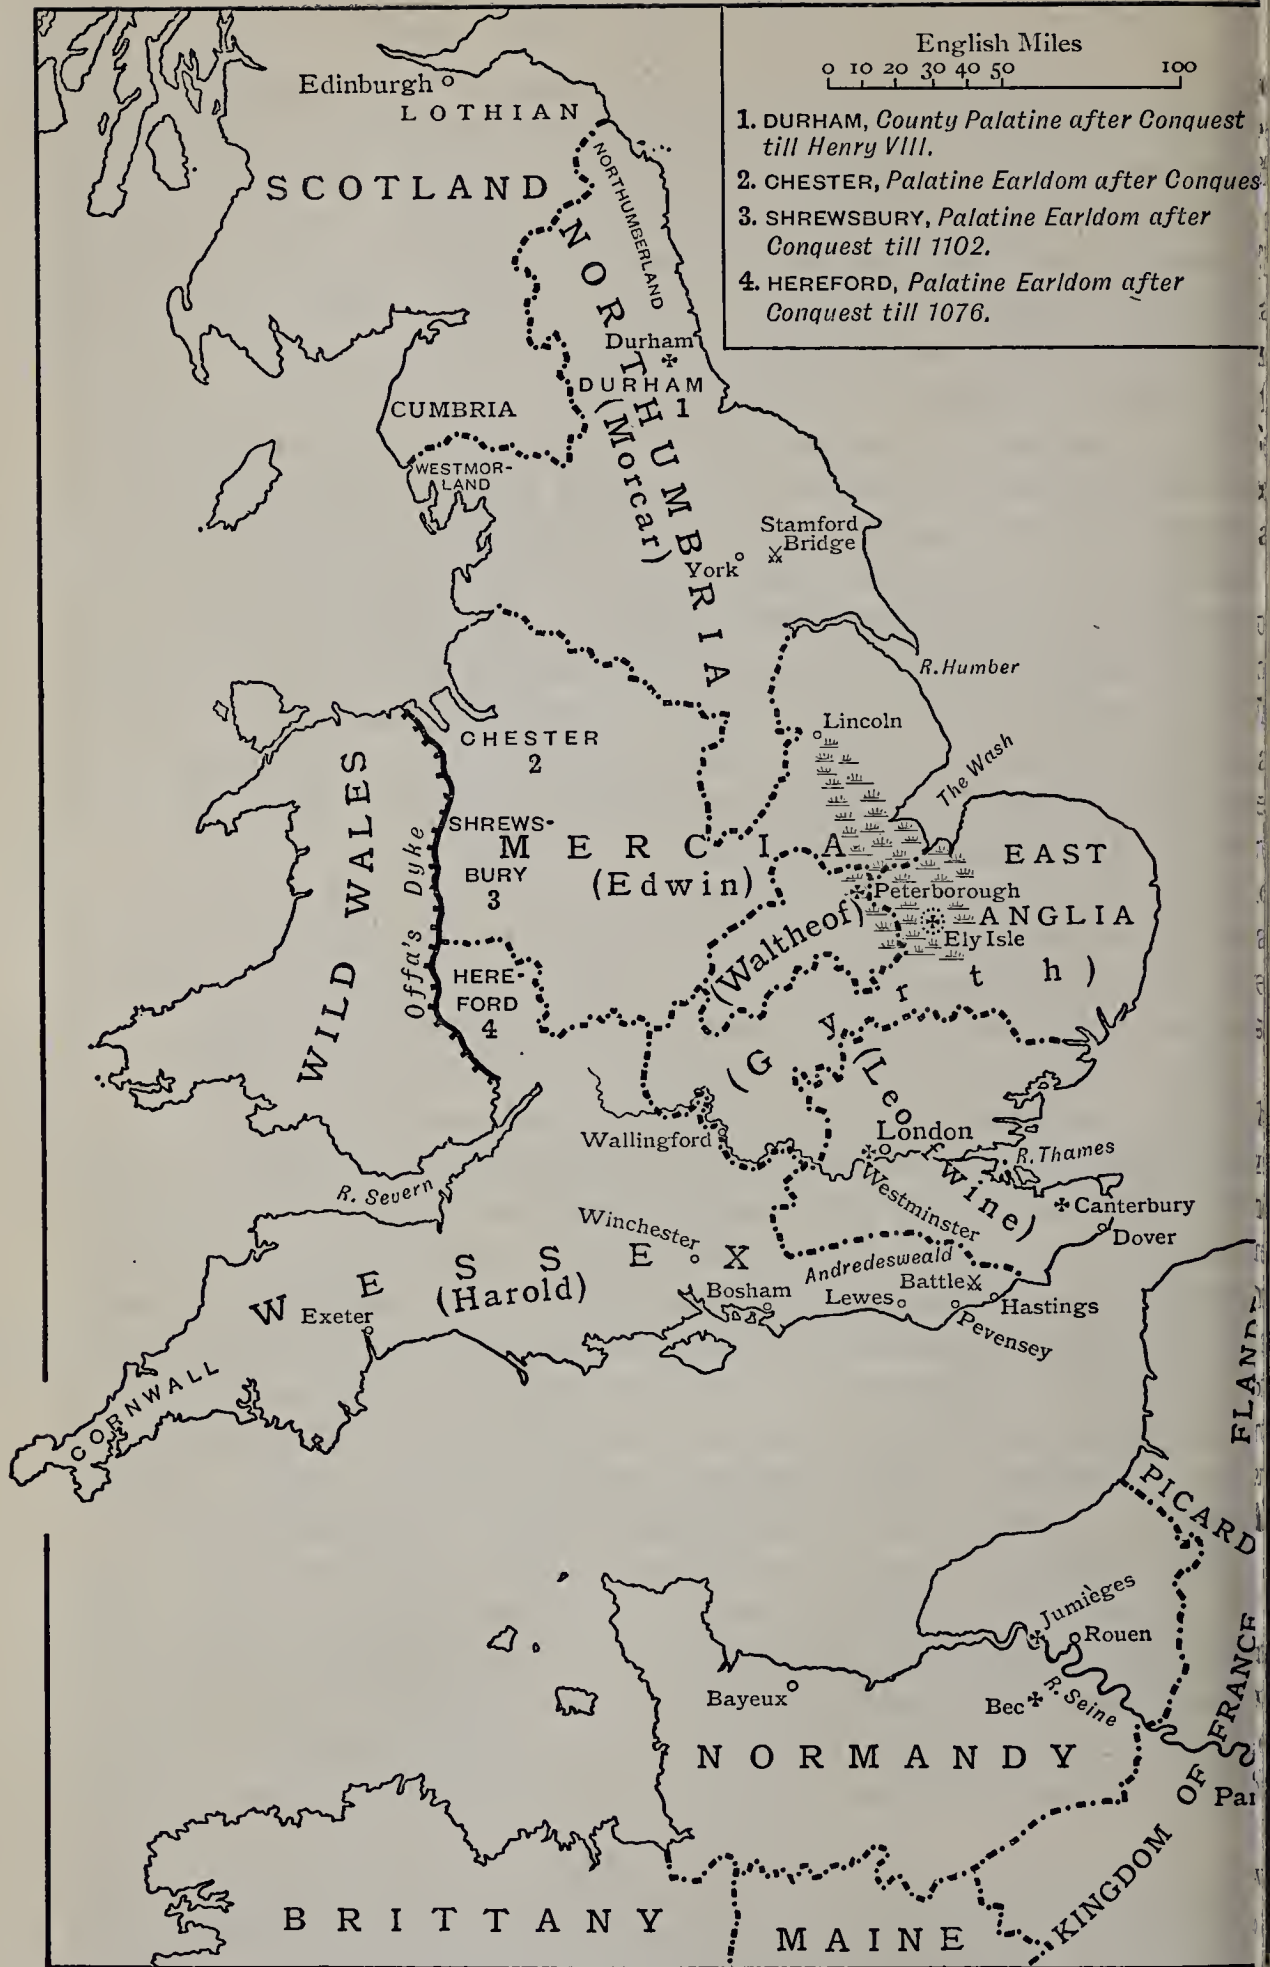 English Miles
0 10 20 30 40 50 100
1. DURHAM, County Palatine after Conquest
till Henry VIII.
2. CHESTER, Palatine Earldom after Conques
3. SHREWSBURY, Palatine Earldom after
Conquest till 1102.
4. HEREFORD, Palatine Earldom after
Conquest till 1076.
Edinburgh
LOTHIAN
SCOTLAND
NORTHUMBERLAND
NORTHUMBRIA
(Morcar)
Durham
DURHAM
1
CUMBRIA
WESTMOR-
LAND
Stamford
Bridge
York
R. Humber
Lincoln
The Wash
CHESTER
2
WILD WALES
Offa's Dyke
SHREWS-
BURY
3
MERCIA
(Edwin)
EAST
ANGLIA
Peterborough
Ely Isle
(Waltheof)
HERE-
FORD
4
(Gyrth)
(Leofwine)
Wallingford
London
R. Thames
Westminster
Canterbury
Dover
R. Severn
Winchester
WESSEX
(Harold)
Andredesweald
Battle
Bosham
Lewes
Hastings
Pevensey
Exeter
CORNWALL
FLAND
PICARD
Jumièges
Rouen
R. Seine
Bayeux
Bec
NORMANDY
KINGDOM OF FRANCE
Par
BRITTANY
MAINE